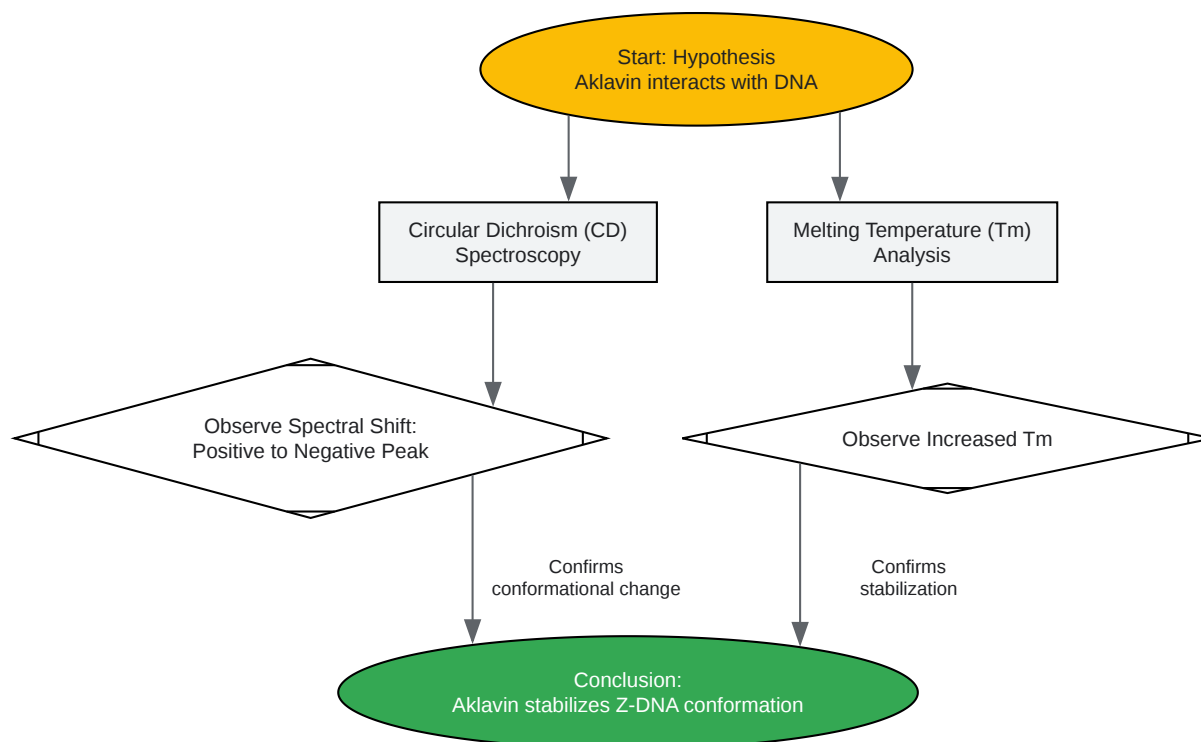 Start: Hypothesis
Aklavin interacts with DNA
Circular Dichroism (CD)
Spectroscopy
Melting Temperature (Tm)
Analysis
Observe Spectral Shift:
Positive to Negative Peak
Observe Increased Tm
Confirms
conformational change
Confirms
stabilization
Conclusion:
Aklavin stabilizes Z-DNA conformation